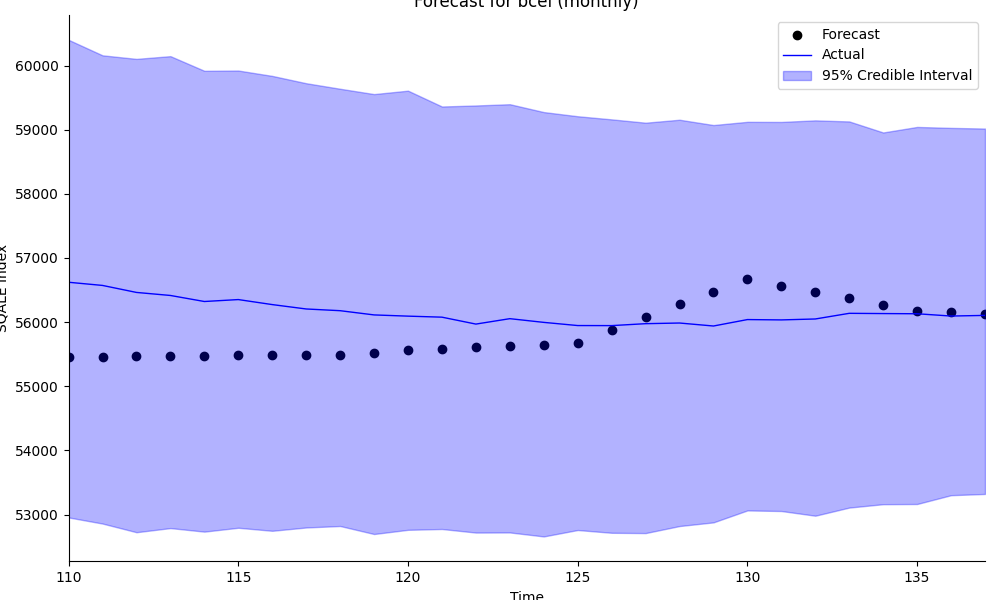 Forecast for bcel (monthly)
Forecast
Actual
95% Credible Interval
60000
59000
58000
57000
56000
55000
54000
53000
SQALE Index
110
115
120
125
130
135
Time